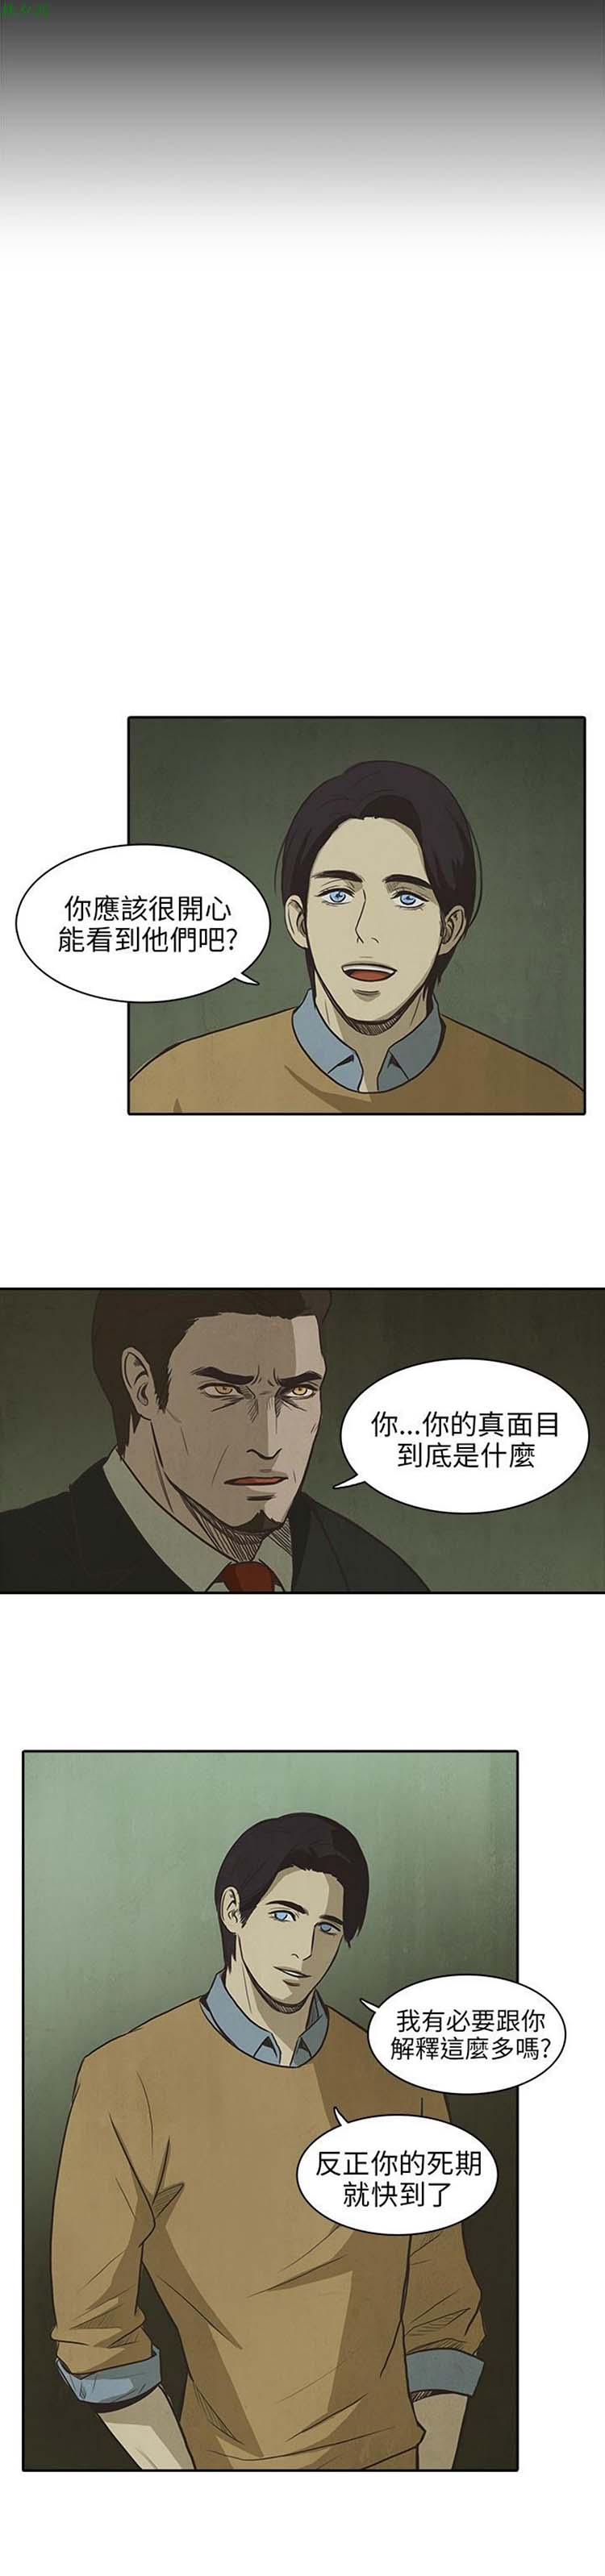 你應該很開心
能看到他們吧?
你...你的真面目
到底是什麼
我有必要跟你
解釋這麼多嗎?
反正你的死期
就快到了